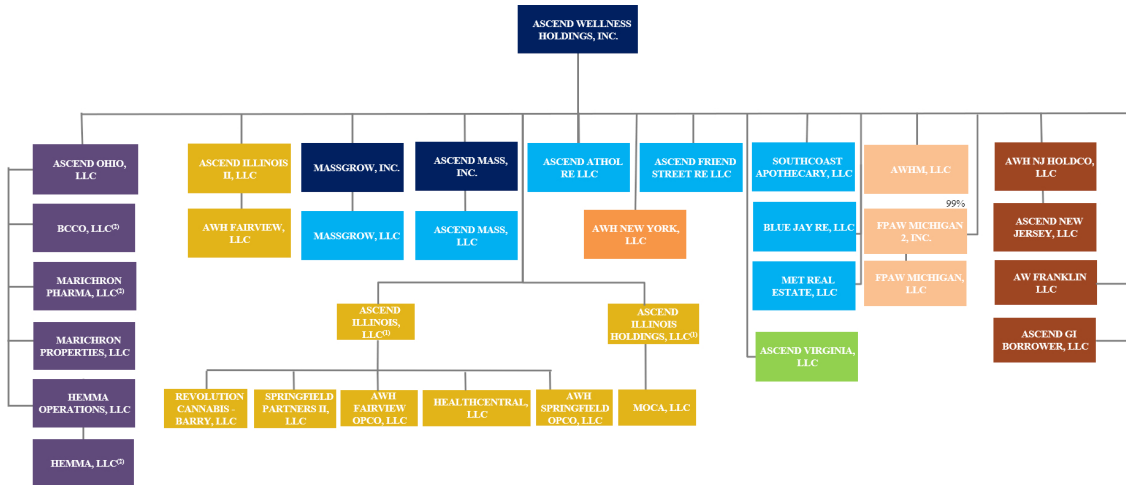 ASCEND WELLNESS
HOLDINGS, INC.
ASCEND OHIO,
LLC
ASCEND ILLINOIS
II, LLC
MASSGROW, INC.
ASCEND MASS,
INC.
ASCEND ATHOL
RE LLC
ASCEND FRIEND
STREET RE LLC
SOUTHCOAST
APOTHECARY, LLC
AWHM, LLC
AWH NJ HOLDCO,
LLC
99%
BCCO, LLC⁽²⁾
AWH FAIRVIEW,
LLC
MASSGROW, LLC
ASCEND MASS,
LLC
AWH NEW YORK,
LLC
BLUE JAY RE, LLC
FPAW MICHIGAN
2, INC.
ASCEND NEW
JERSEY, LLC
MARICHRON
PHARMA, LLC⁽²⁾
MET REAL
ESTATE, LLC
FPAW MICHIGAN,
LLC
AW FRANKLIN
LLC
MARICHRON
PROPERTIES, LLC
ASCEND
ILLINOIS,
LLC⁽¹⁾
ASCEND
ILLINOIS
HOLDINGS, LLC⁽¹⁾
ASCEND VIRGINIA,
LLC
ASCEND GI
BORROWER, LLC
HEMMA
OPERATIONS, LLC
REVOLUTION
CANNABIS -
BARRY, LLC
SPRINGFIELD
PARTNERS II,
LLC
AWH
FAIRVIEW
OPCO, LLC
HEALTHCENTRAL,
LLC
AWH
SPRINGFIELD
OPCO, LLC
MOCA, LLC
HEMMA, LLC⁽²⁾